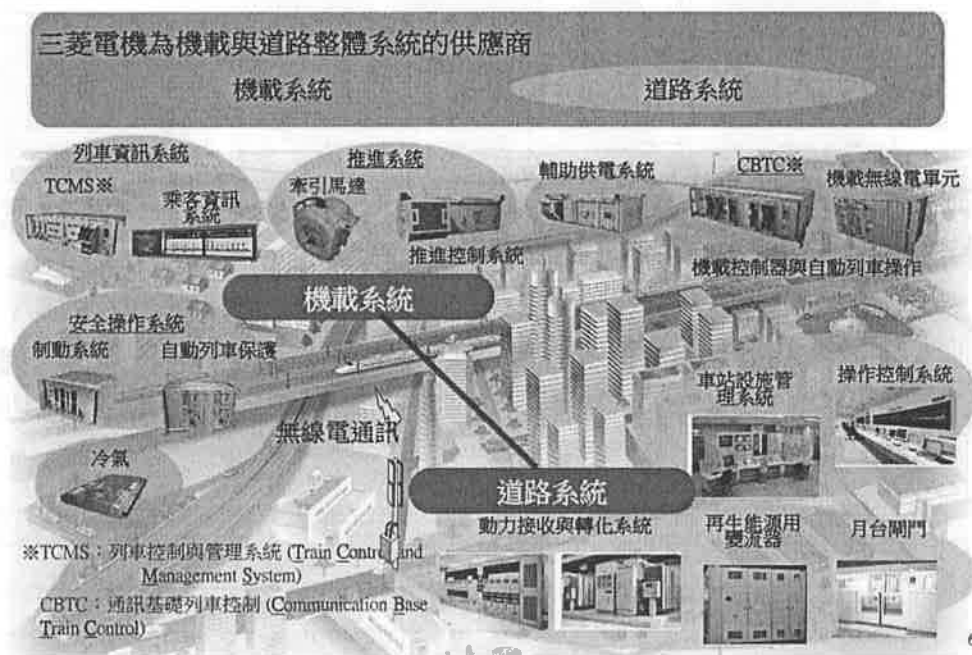 三菱電機為機載與道路整體系統的供應商
機載系統
道路系統
列車資訊系統
TCMS※
乘客資訊
系統
推進系統
牽引馬達
推進控制系統
輔助供電系統
CBTC※
機載無線電單元
機載控制器與自動列車操作
機載系統
安全操作系統
制動系統
自動列車保護
無線電通訊
冷氣
車站設施管
理系統
操作控制系統
道路系統
動力接收與轉化系統
再生能源用
變流器
月台閘門
※TCMS：列車控制與管理系統 (Train Control and
Management System)
CBTC：通訊基礎列車控制 (Communication Base
Train Control)